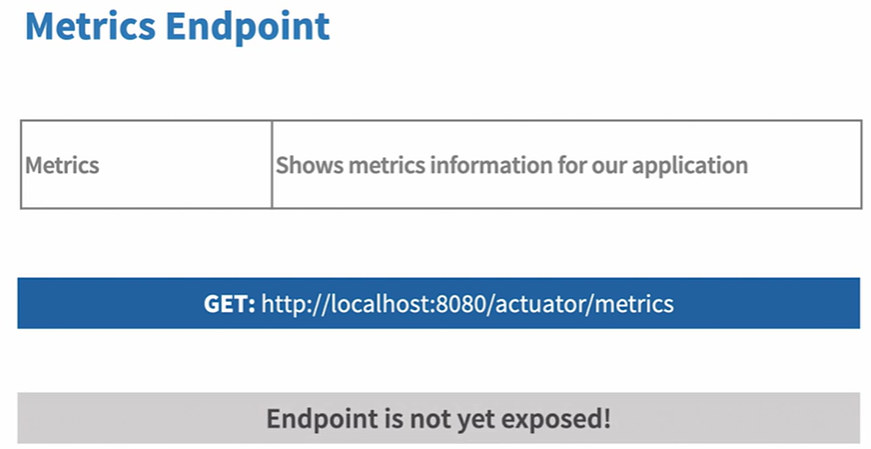 Metrics Endpoint
Metrics
Shows metrics information for our application
GET: http://localhost:8080/actuator/metrics
Endpoint is not yet exposed!